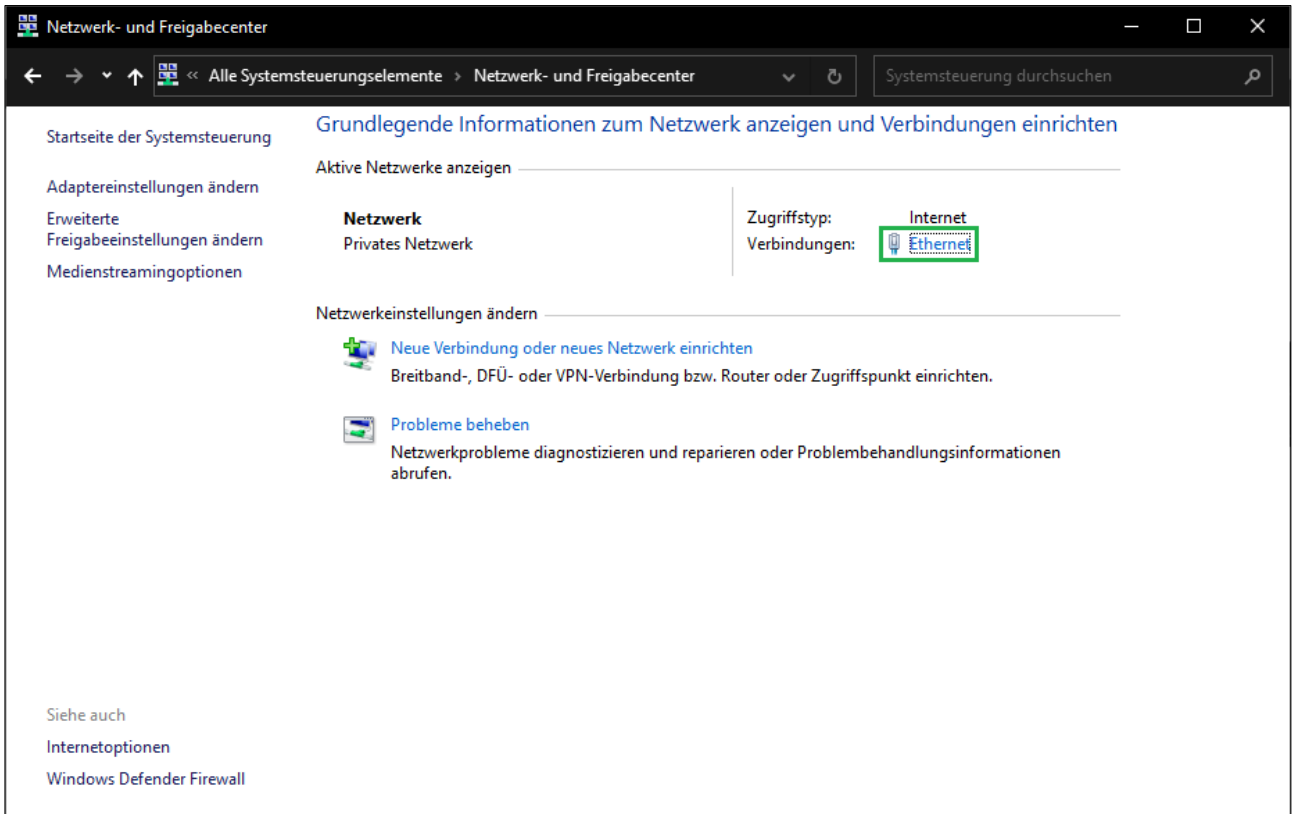 Netzwerk- und Freigabecenter
« Alle Systemsteuerungselemente > Netzwerk- und Freigabecenter
Systemsteuerung durchsuchen
Startseite der Systemsteuerung
Adaptereinstellungen ändern
Erweiterte
Freigabeeinstellungen ändern
Medienstreamingoptionen
Grundlegende Informationen zum Netzwerk anzeigen und Verbindungen einrichten
Aktive Netzwerke anzeigen
Netzwerk
Privates Netzwerk
Zugriffstyp: Internet
Verbindungen: Ethernet
Netzwerkeinstellungen ändern
Neue Verbindung oder neues Netzwerk einrichten
Breitband-, DFÜ- oder VPN-Verbindung bzw. Router oder Zugriffspunkt einrichten.
Probleme beheben
Netzwerkprobleme diagnostizieren und reparieren oder Problembehandlungsinformationen
abrufen.
Siehe auch
Internetoptionen
Windows Defender Firewall